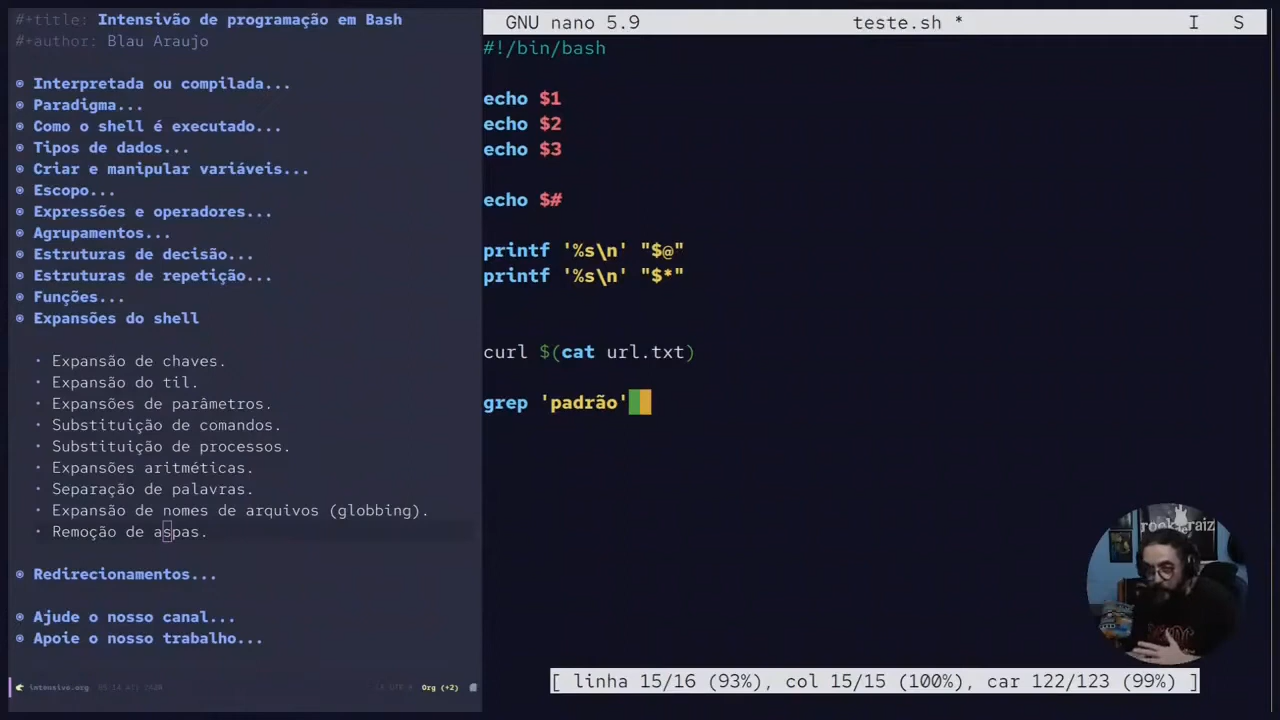 #+title: Intensivão de programação em Bash
#+author: Blau Araujo
Interpretada ou compilada...
Paradigma...
Como o shell é executado...
Tipos de dados...
Criar e manipular variáveis...
Escopo...
Expressões e operadores...
Agrupamentos...
Estruturas de decisão...
Estruturas de repetição...
Funções...
Expansões do shell
· Expansão de chaves.
· Expansão do til.
· Expansões de parâmetros.
· Substituição de comandos.
· Substituição de processos.
· Expansões aritméticas.
· Separação de palavras.
· Expansão de nomes de arquivos (globbing).
· Remoção de aspas.
Redirecionamentos...
Ajude o nosso canal...
Apoie o nosso trabalho...
intensivo.org
Org (+2)
GNU nano 5.9 teste.sh * I S
#!/bin/bash
echo $1
echo $2
echo $3
echo $#
printf '%s\n' "$@"
printf '%s\n' "$*"
curl $(cat url.txt)
grep 'padrão'
[ linha 15/16 (93%), col 15/15 (100%), car 122/123 (99%) ]